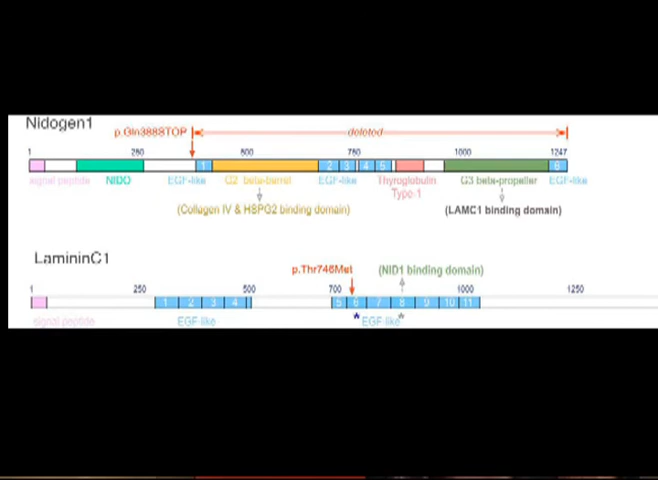 Nidogen1
p.Gln388STOP deleted
1 250 500 750 1000 1247
1 2 3 4 5 6
signal peptide NIDO EGF-like G2 beta-barrel EGF-like Thyroglobulin Type-1 G3 beta-propeller EGF-like
(Collagen IV & HSPG2 binding domain) (LAMC1 binding domain)
LamininC1
p.Thr746Met (NID1 binding domain)
1 250 500 700 1000 1250
1 2 3 4 5 6 7 8 9 10 11
* *
signal peptide EGF-like EGF-like